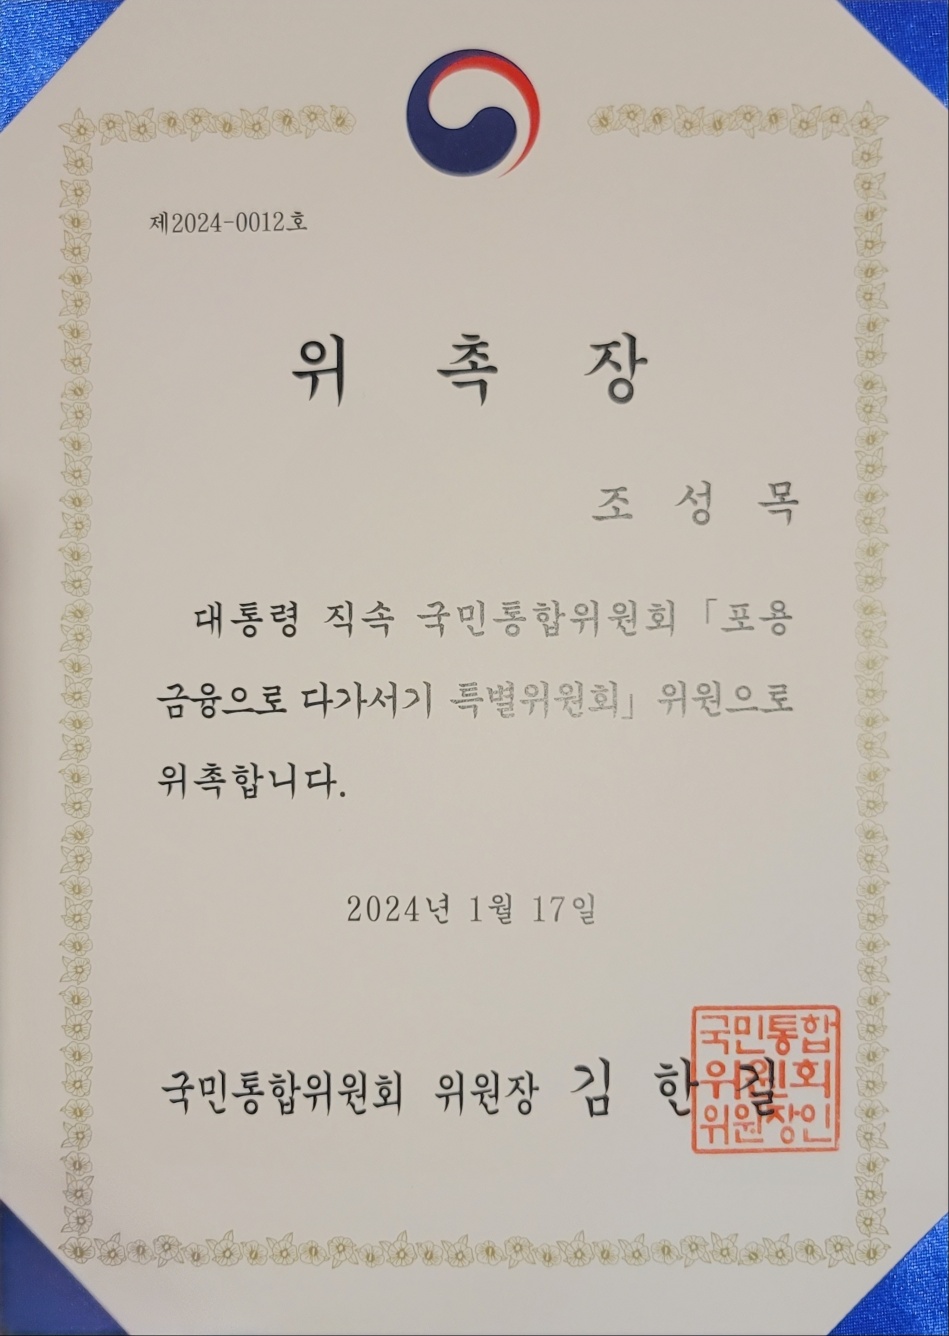 제2024-0012호
위 촉 장
조 성 목
대통령 직속 국민통합위원회 「포용
금융으로 다가서기 특별위원회」 위원으로
위촉합니다.
2024년 1월 17일
국민통합위원회 위원장 김 한 길
국민통합
위원회
위원장인